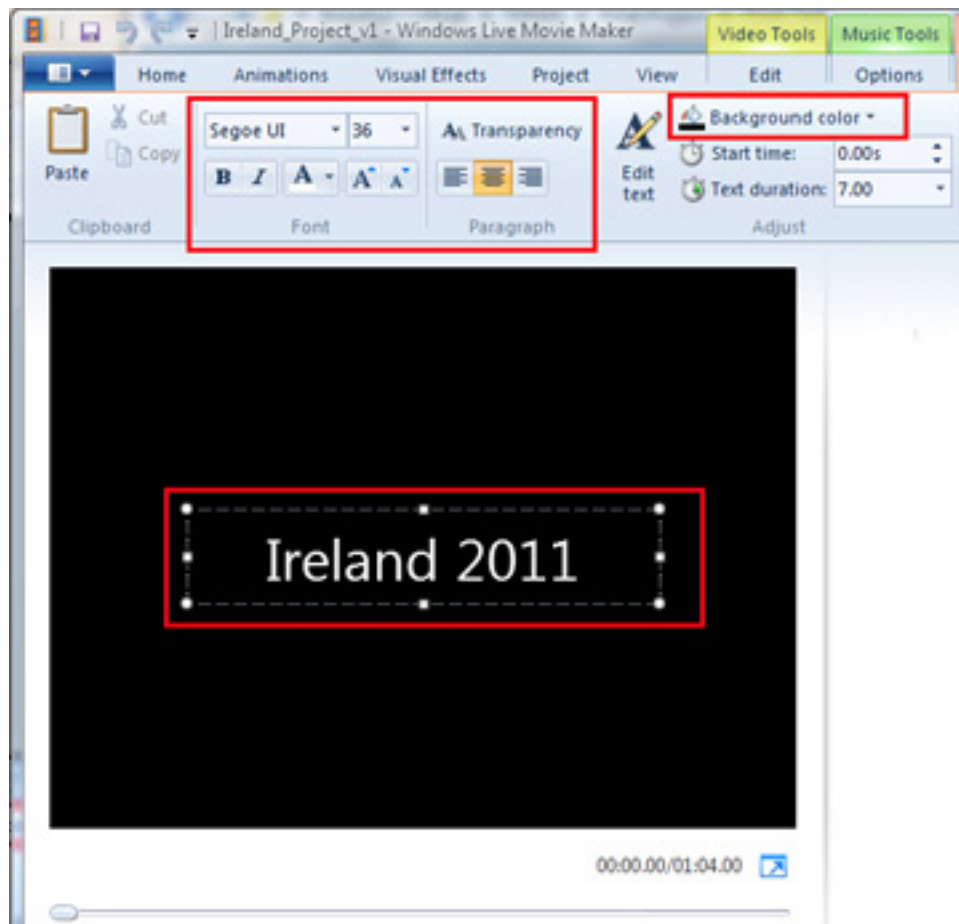 Ireland_Project_v1 - Windows Live Movie Maker
Video Tools
Music Tools
Home
Animations
Visual Effects
Project
View
Edit
Options
Paste
Cut
Copy
Clipboard
Segoe UI
36
B I A A A
Font
Transparency
Paragraph
Edit
text
Background color
Start time: 0.00s
Text duration: 7.00
Adjust
Ireland 2011
00:00.00/01:04.00